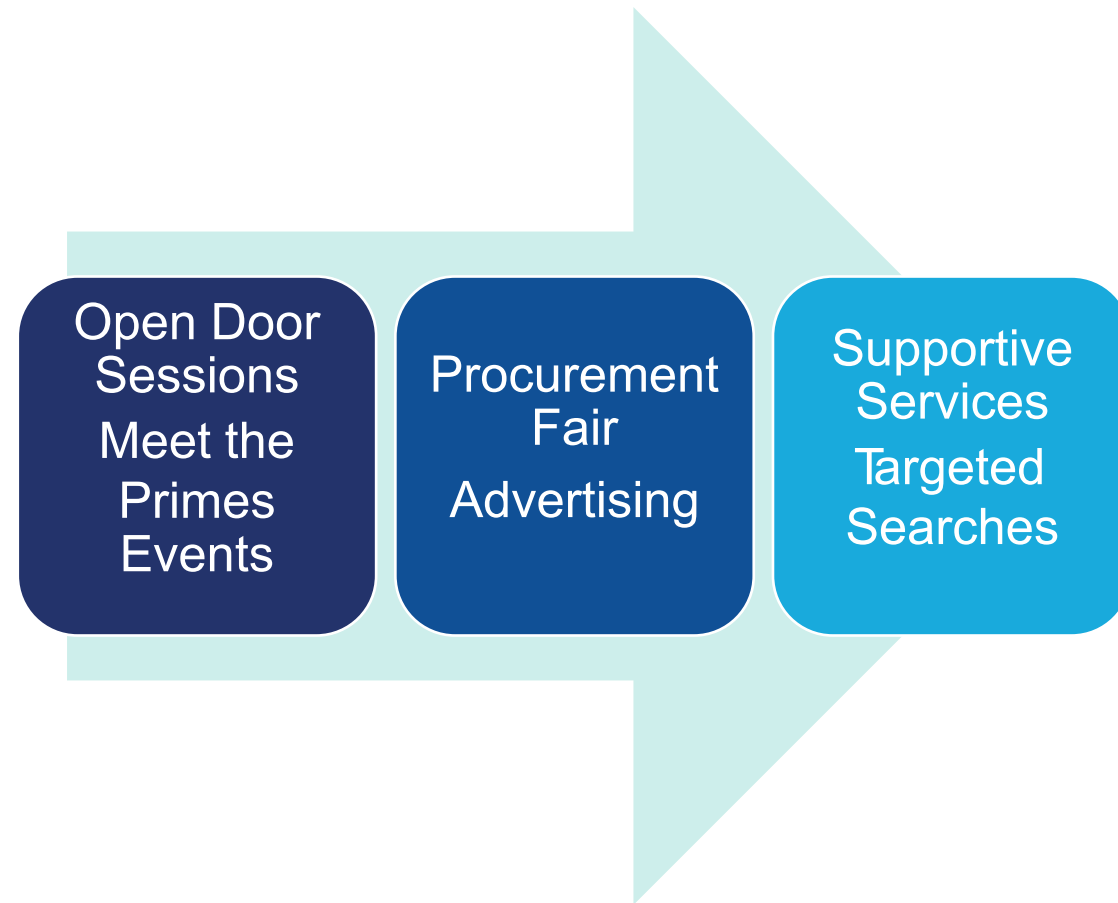 Open Door
Sessions
Meet the
Primes
Events
Procurement
Fair
Advertising
Supportive
Services
Targeted
Searches